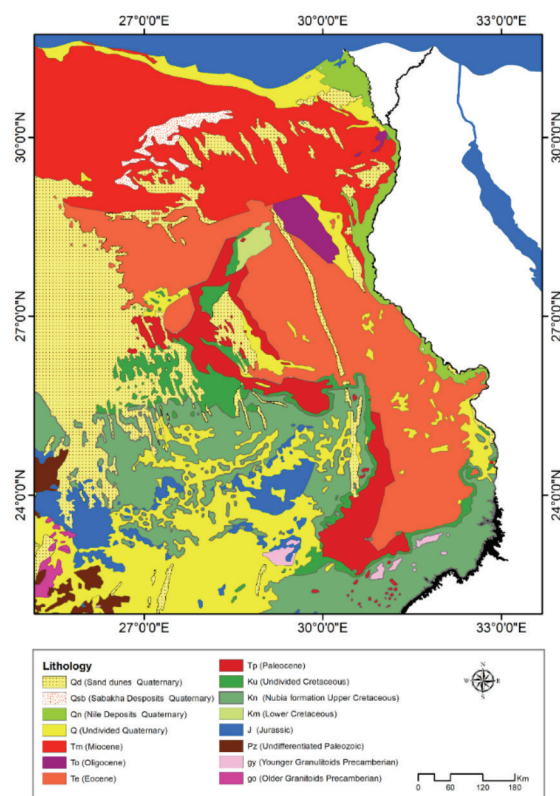 27°0'0"E 30°0'0"E 33°0'0"E
30°0'0"N
27°0'0"N
24°0'0"N
30°0'0"N
27°0'0"N
24°0'0"N
27°0'0"E 30°0'0"E 33°0'0"E
Lithology
Qd (Sand dunes Quaternary)
Qsb (Sabakha Desposits Quaternary)
Qn (Nile Deposits Quaternary)
Q (Undivided Quaternary)
Tm (Miocene)
To (Oligocene)
Te (Eocene)
Tp (Paleocene)
Ku (Undivided Cretaceous)
Kn (Nubia formation Upper Cretaceous)
Km (Lower Cretaceous)
J (Jurassic)
Pz (Undifferentiated Paleozoic)
gy (Younger Granulitoids Precamberian)
go (Older Granitoids Precamberian)
N
W E
S
Km
0 30 60 120 180